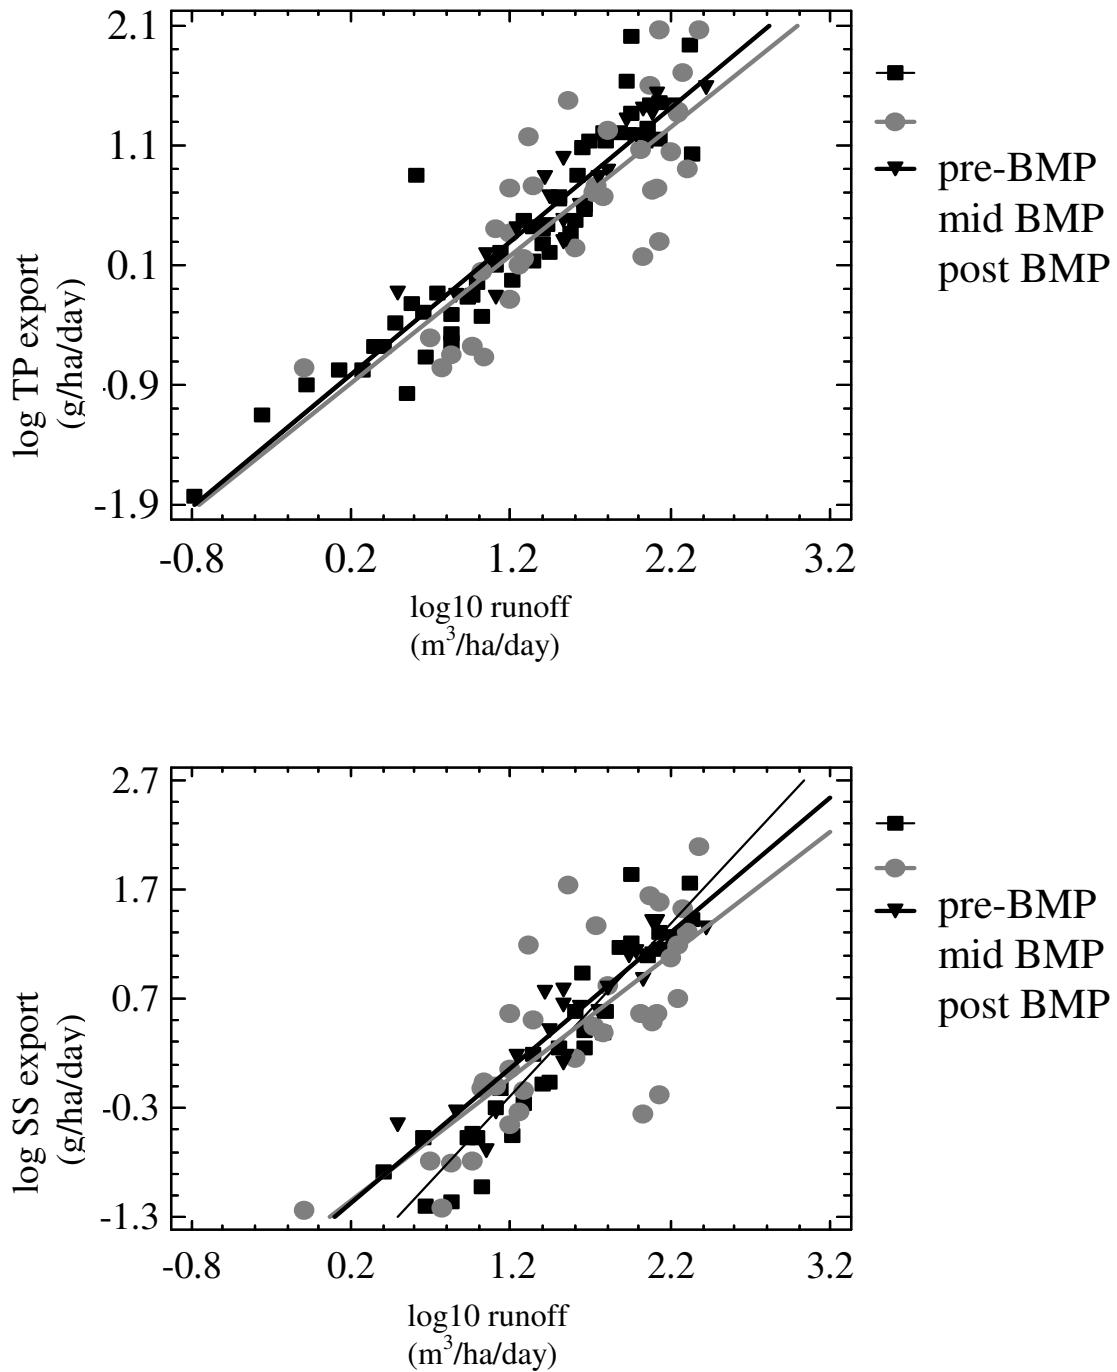 2.1
1.1
0.1
-0.9
-1.9
log TP export
(g/ha/day)
-0.8 0.2 1.2 2.2 3.2
log10 runoff
(m³/ha/day)
pre-BMP
mid BMP
post BMP
2.7
1.7
0.7
-0.3
-1.3
log SS export
(g/ha/day)
-0.8 0.2 1.2 2.2 3.2
log10 runoff
(m³/ha/day)
pre-BMP
mid BMP
post BMP